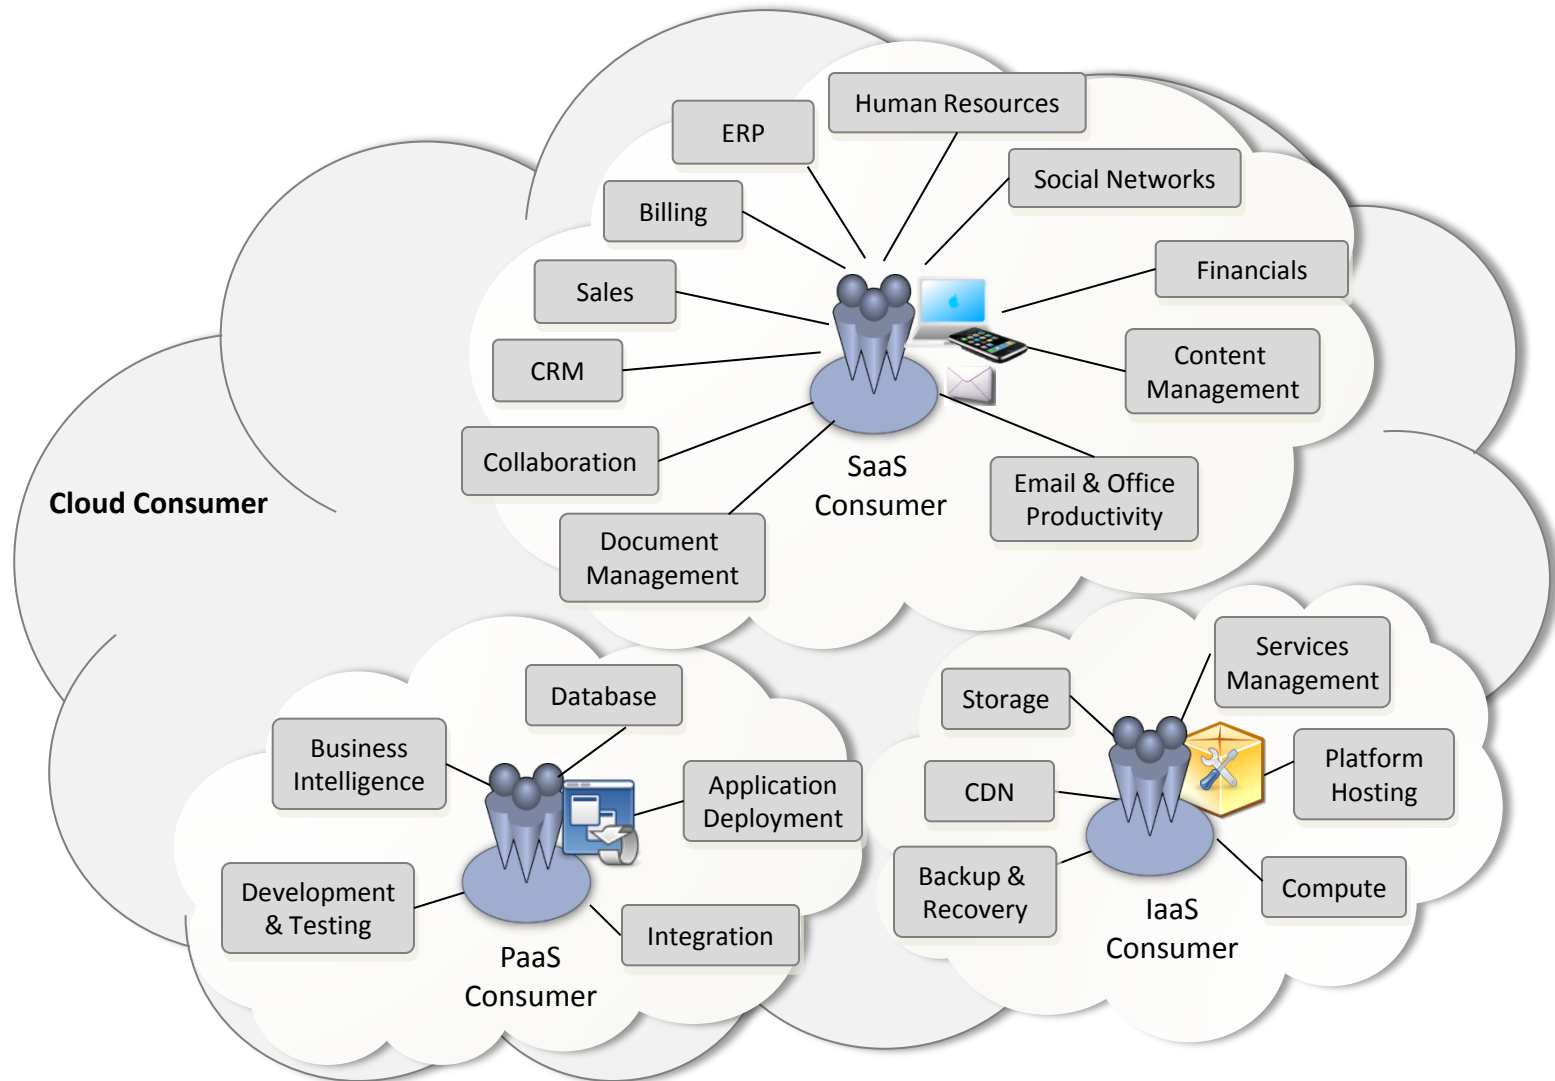 Human Resources
ERP
Social Networks
Billing
Financials
Sales
Content
Management
CRM
Collaboration
SaaS
Consumer
Email & Office
Productivity
Document
Management
Cloud Consumer
Database
Business
Intelligence
Application
Deployment
Development
& Testing
Integration
PaaS
Consumer
Services
Management
Storage
Platform
Hosting
CDN
Backup &
Recovery
Compute
IaaS
Consumer